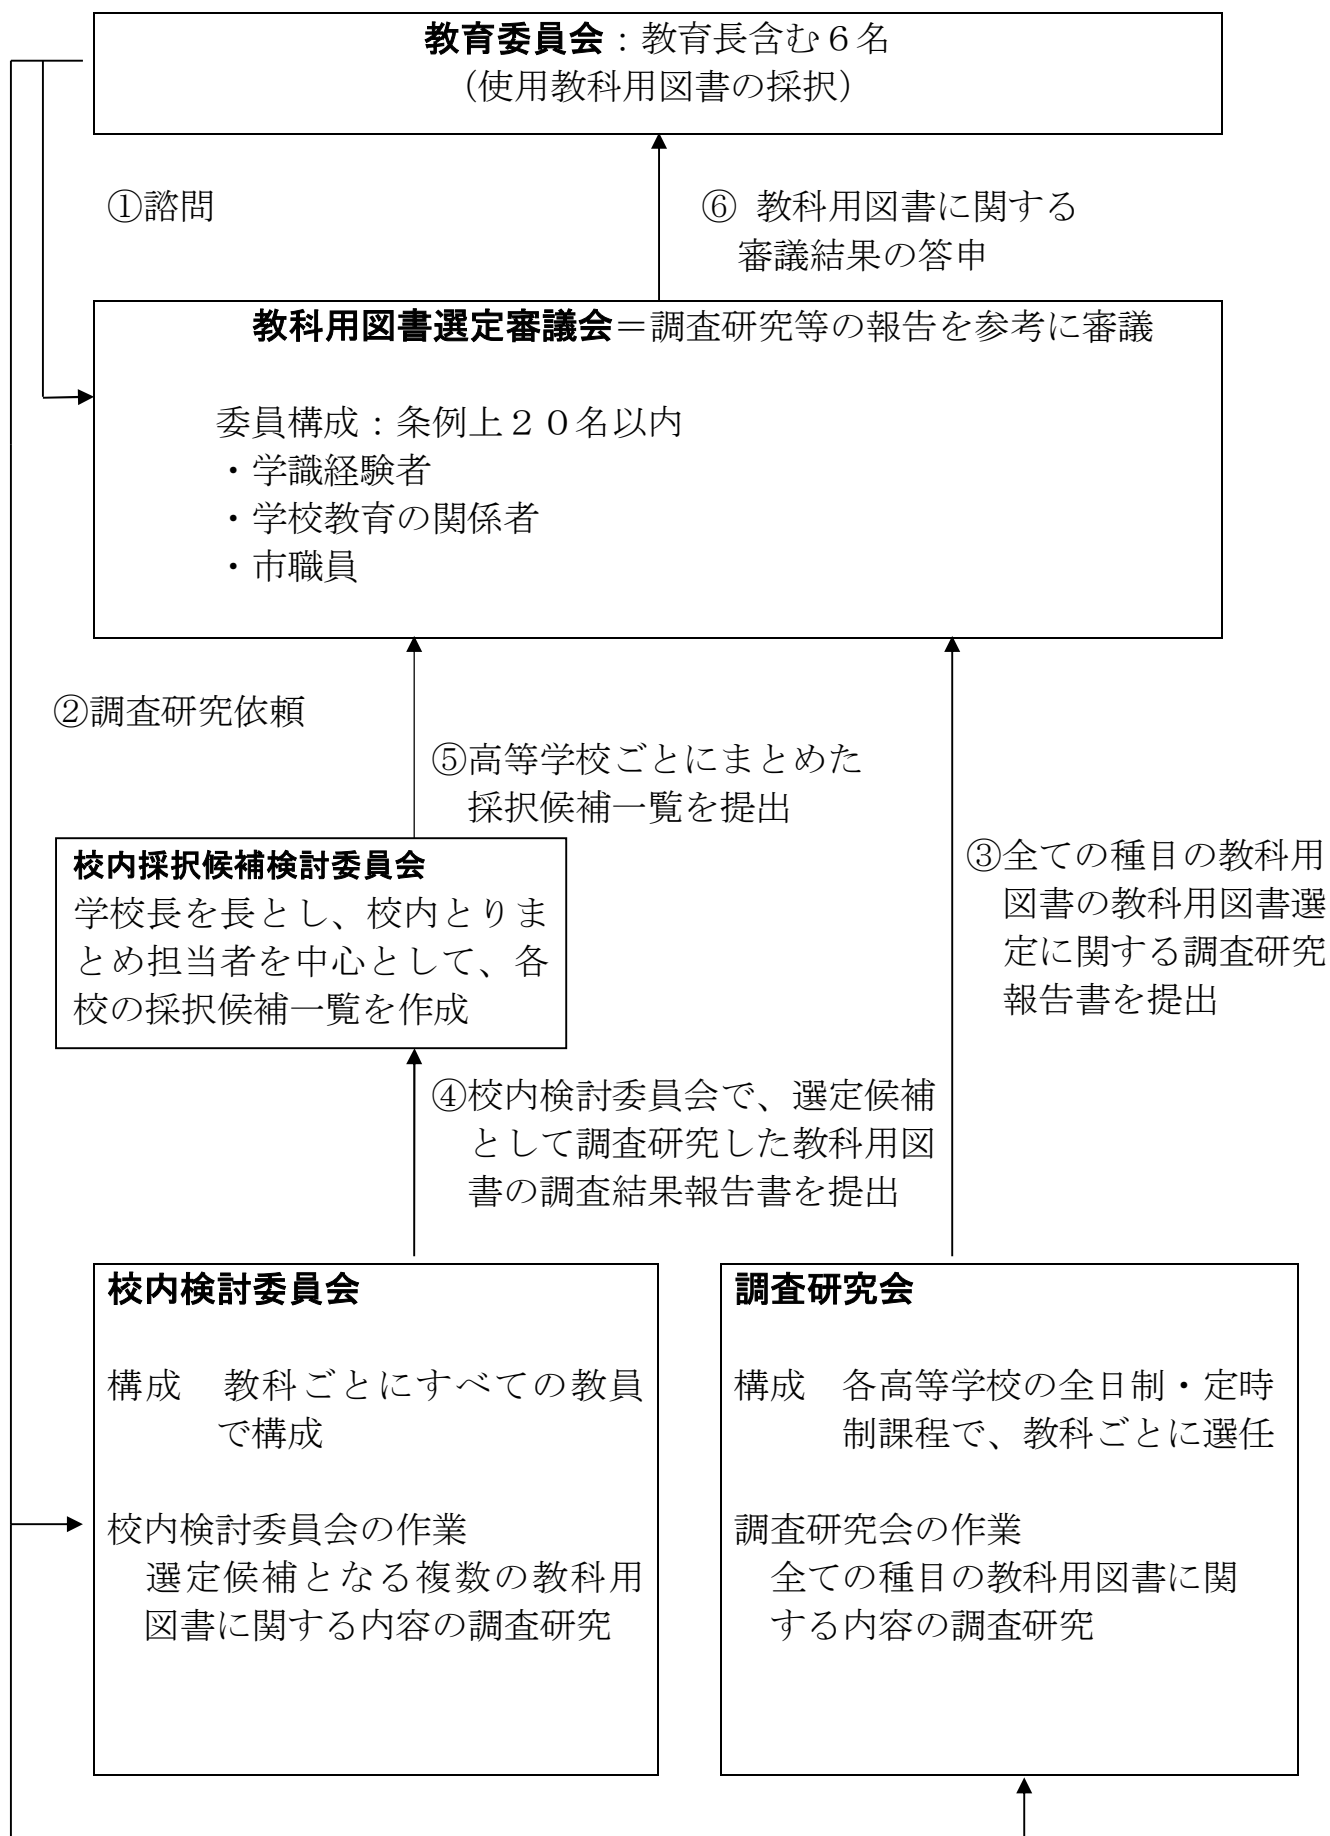 教育委員会：教育長含む６名
（使用教科用図書の採択）
①諮問
⑥ 教科用図書に関する
審議結果の答申
教科用図書選定審議会＝調査研究等の報告を参考に審議
委員構成：条例上２０名以内
・学識経験者
・学校教育の関係者
・市職員
②調査研究依頼
⑤高等学校ごとにまとめた
採択候補一覧を提出
校内採択候補検討委員会
学校長を長とし、校内とりま
とめ担当者を中心として、各
校の採択候補一覧を作成
③全ての種目の教科用
図書の教科用図書選
定に関する調査研究
報告書を提出
④校内検討委員会で、選定候補
として調査研究した教科用図
書の調査結果報告書を提出
校内検討委員会
構成　教科ごとにすべての教員
で構成
校内検討委員会の作業
選定候補となる複数の教科用
図書に関する内容の調査研究
調査研究会
構成　各高等学校の全日制・定時
制課程で、教科ごとに選任
調査研究会の作業
全ての種目の教科用図書に関
する内容の調査研究